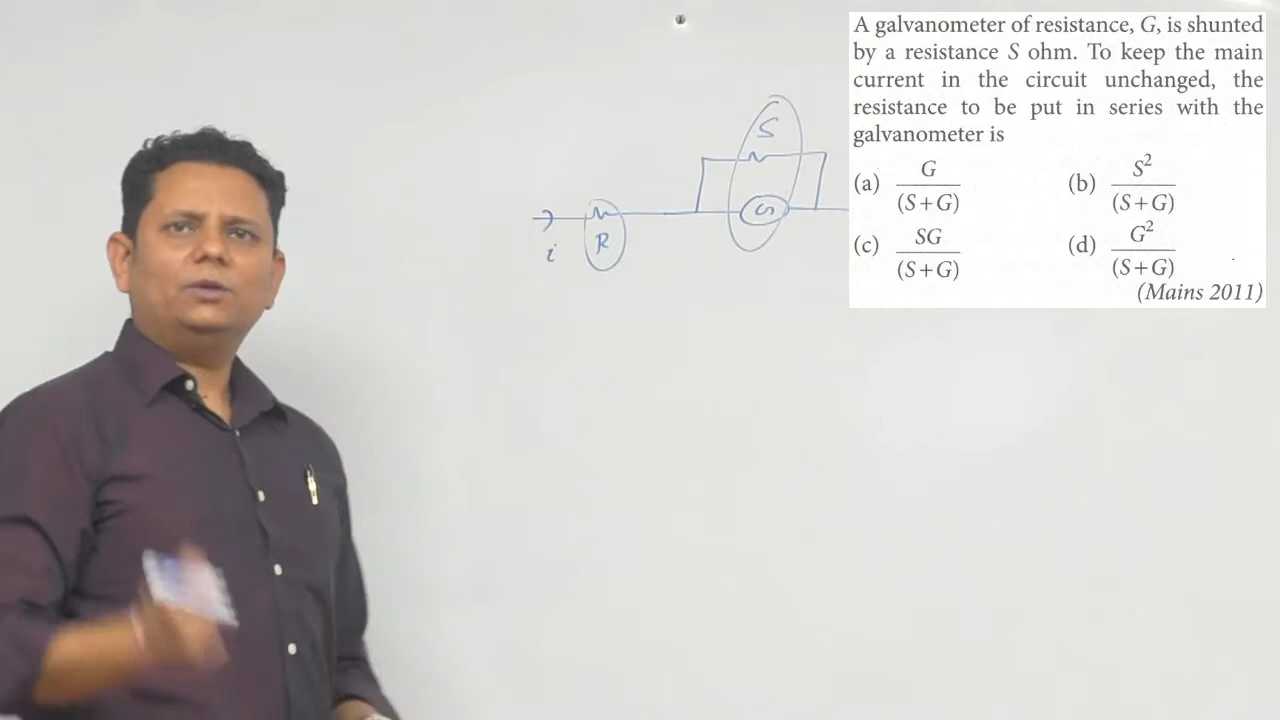 A galvanometer of resistance, G, is shunted
by a resistance S ohm. To keep the main
current in the circuit unchanged, the
resistance to be put in series with the
galvanometer is
(a) G/(S+G) (b) S²/(S+G)
(c) SG/(S+G) (d) G²/(S+G)
(Mains 2011)
S
G
i R